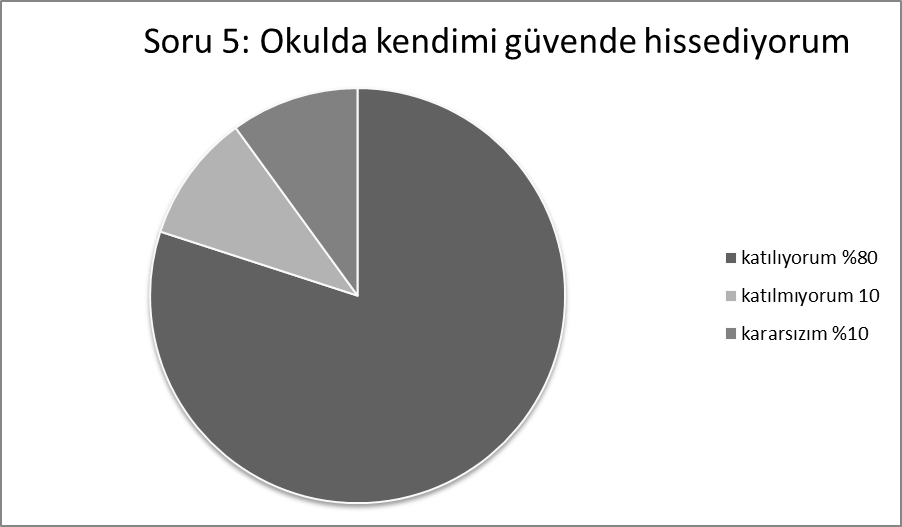 Soru 5: Okulda kendimi güvende hissediyorum
katılıyorum %80
katılmıyorum 10
kararsızım %10